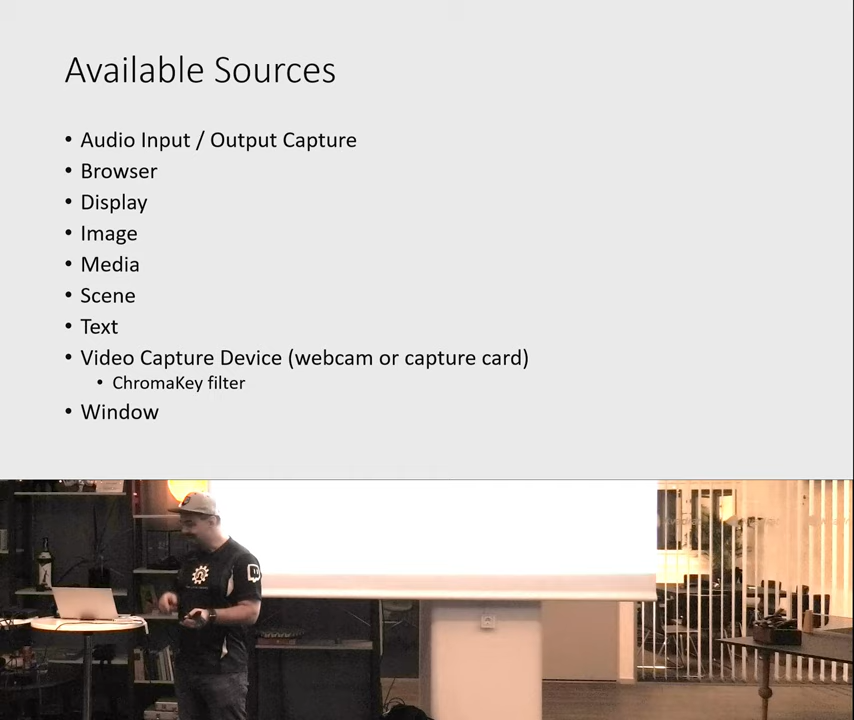 Available Sources
• Audio Input / Output Capture
• Browser
• Display
• Image
• Media
• Scene
• Text
• Video Capture Device (webcam or capture card)
• ChromaKey filter
• Window